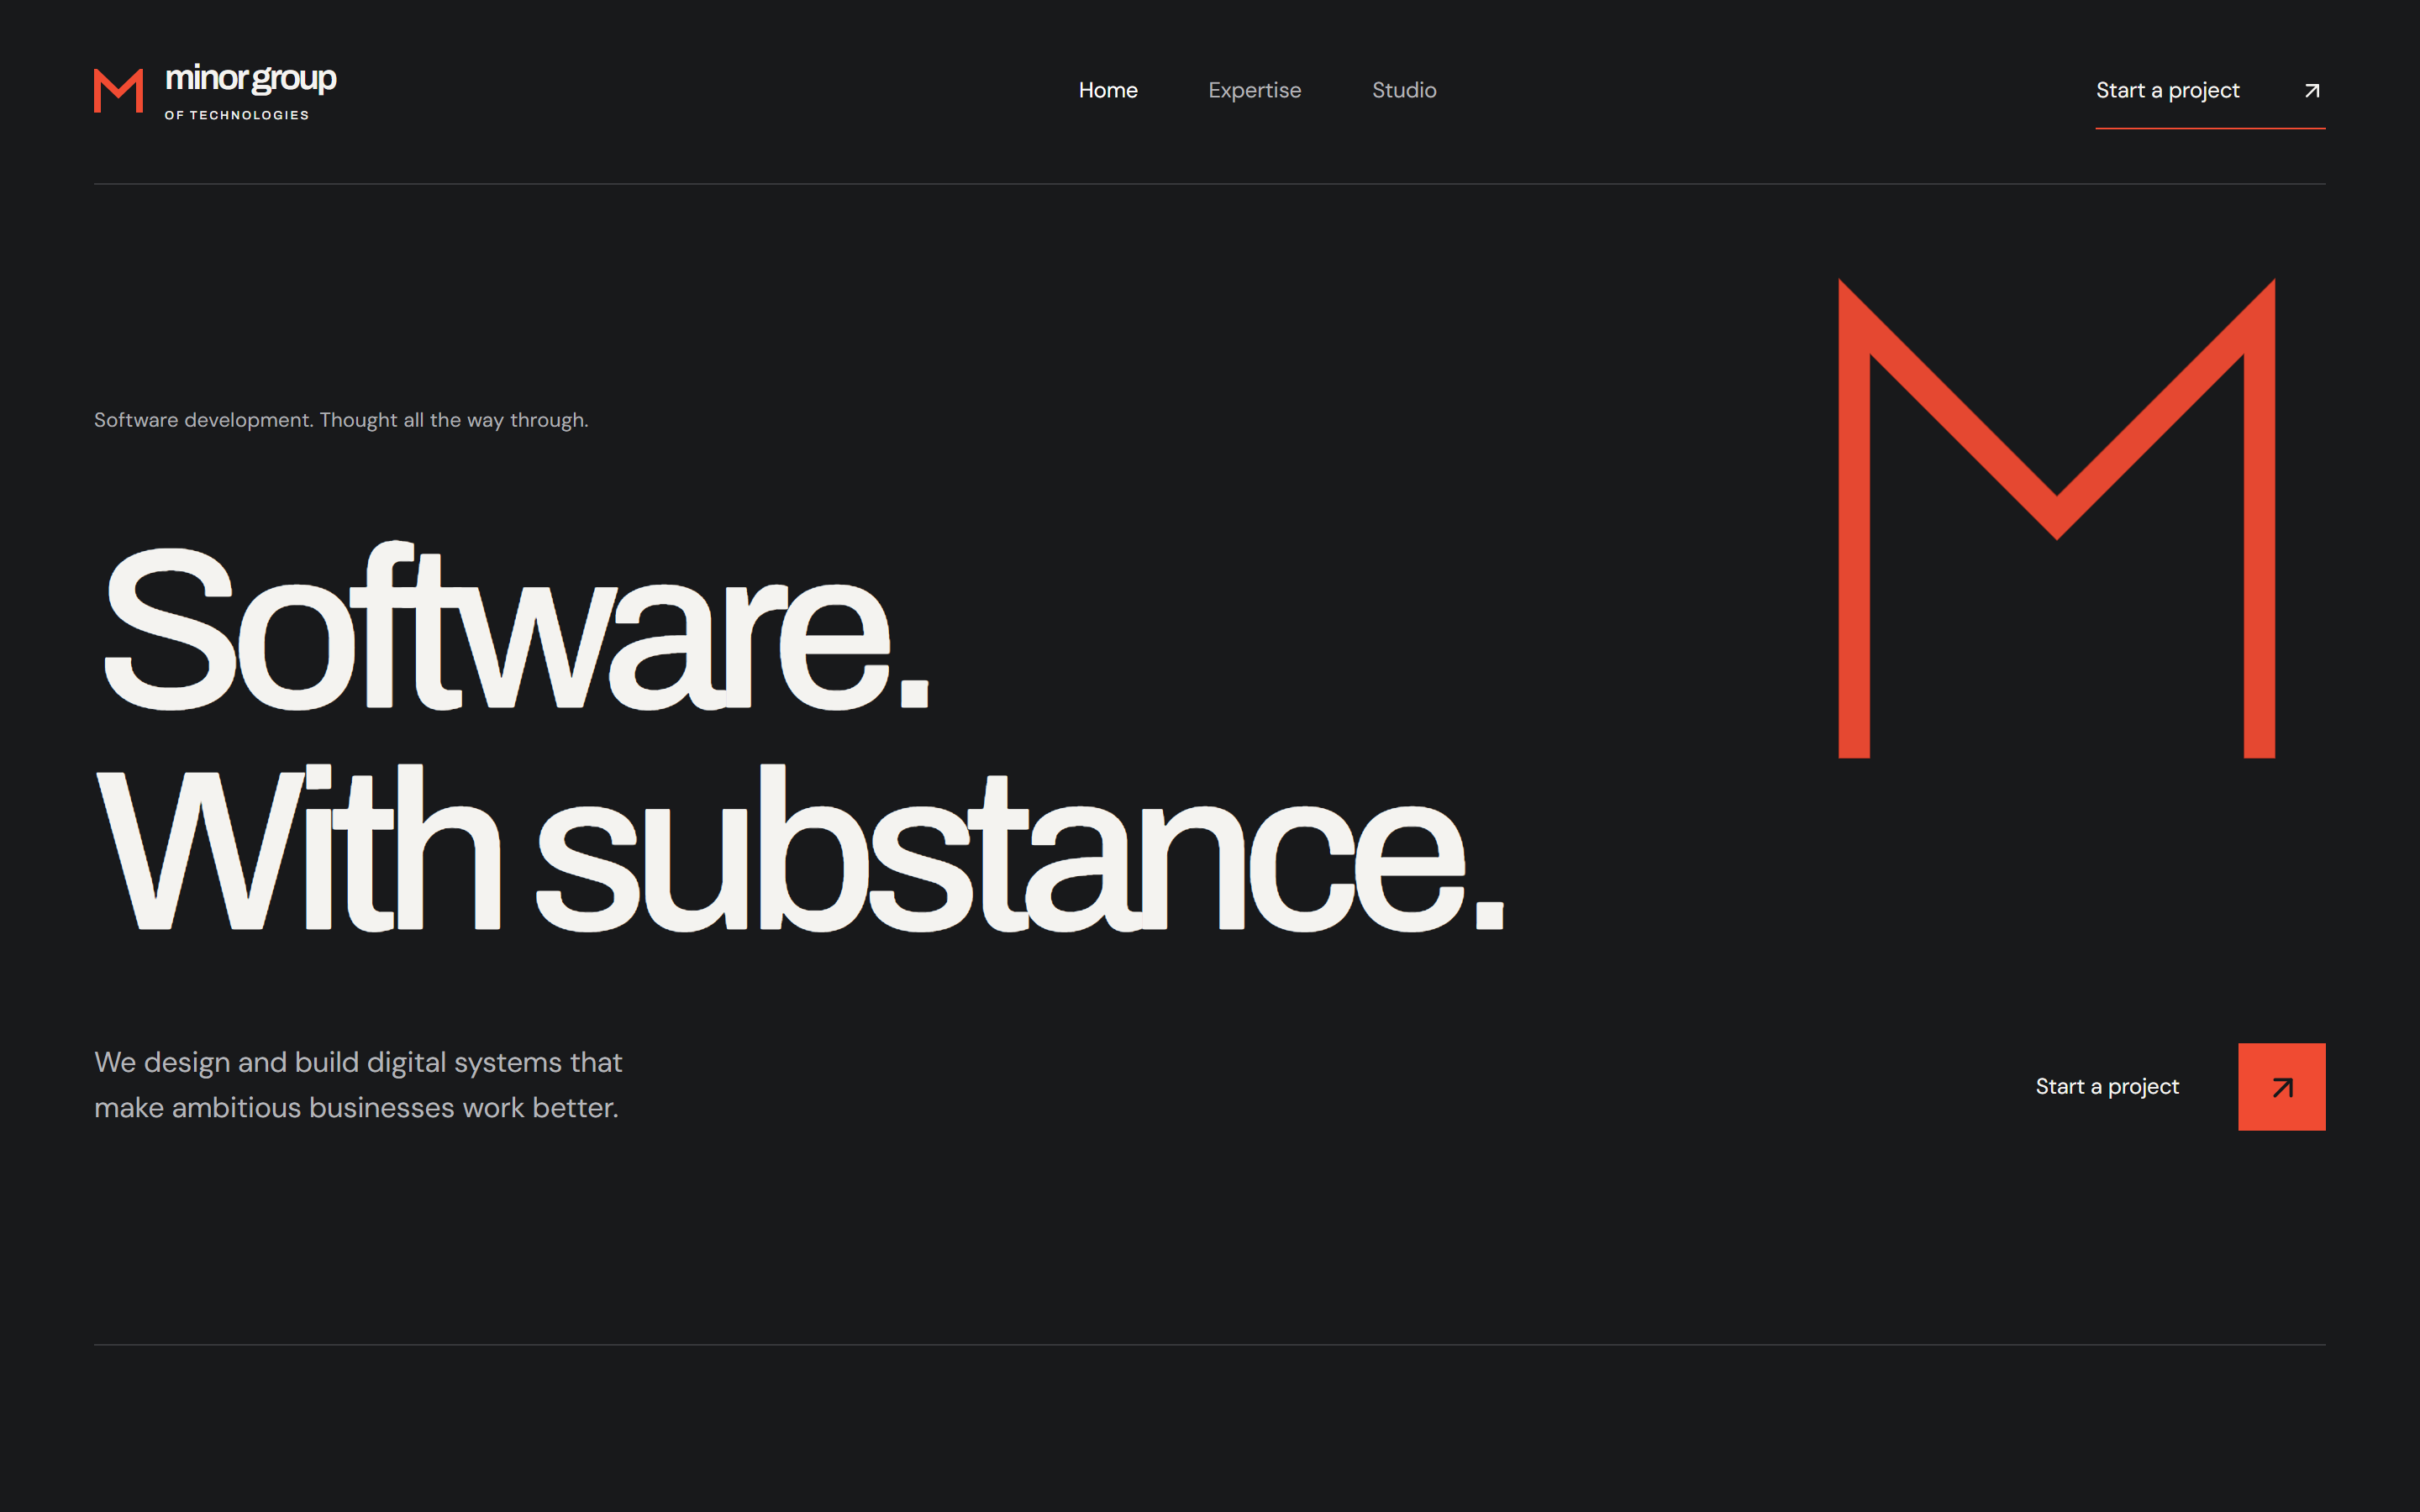 M minor group
OF TECHNOLOGIES
Home Expertise Studio
Start a project
M
Software development. Thought all the way through.
Software.
With substance.
We design and build digital systems that
make ambitious businesses work better.
Start a project